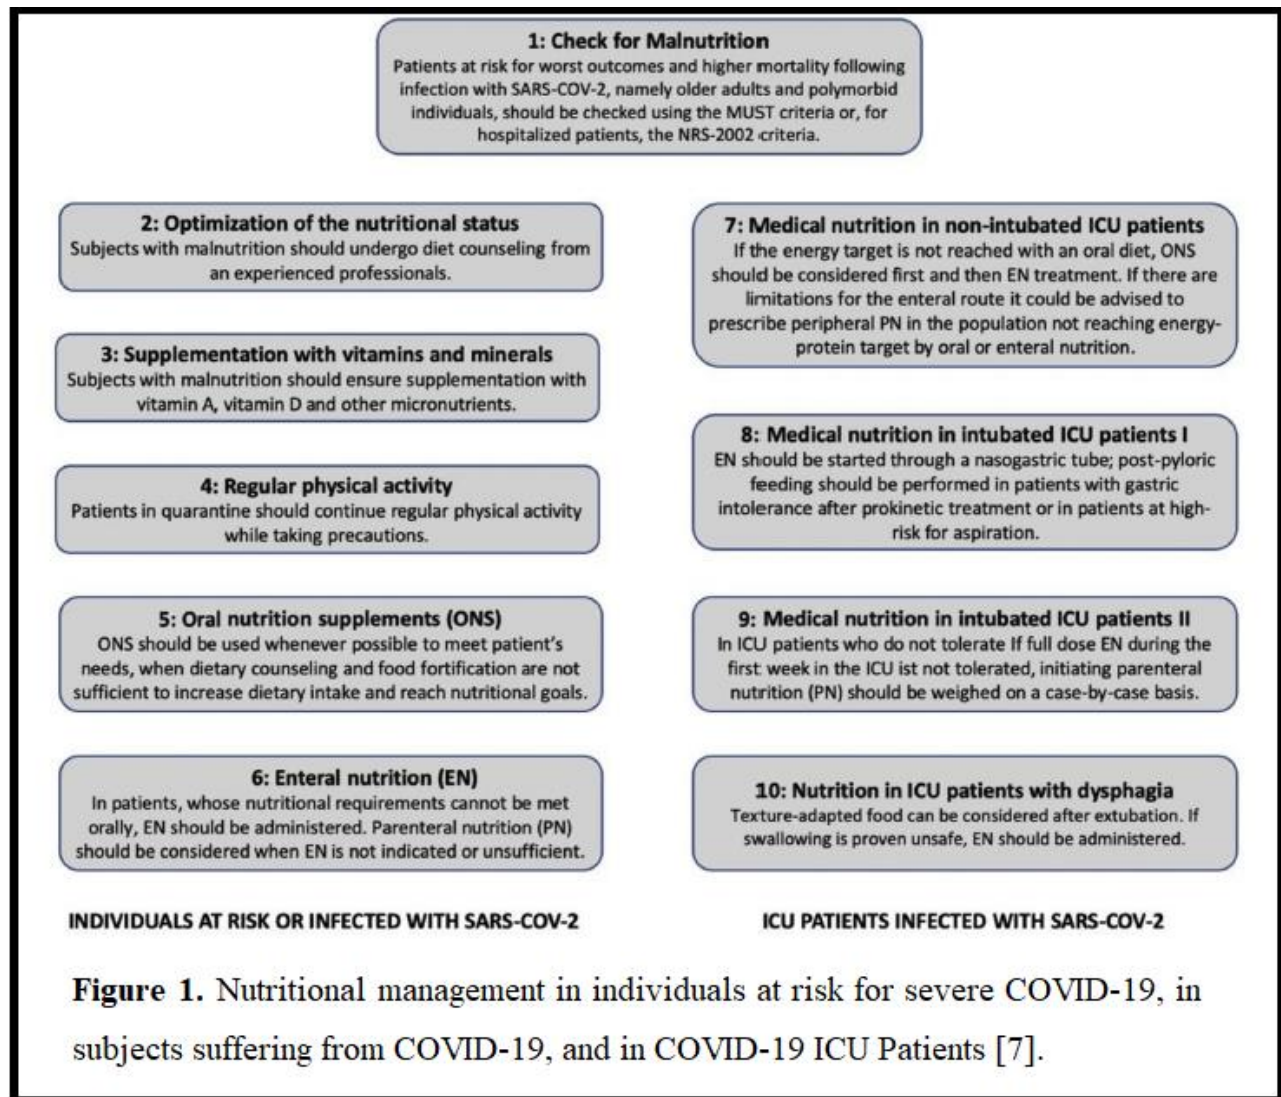 1: Check for Malnutrition
Patients at risk for worst outcomes and higher mortality following
infection with SARS-COV-2, namely older adults and polymorbid
individuals, should be checked using the MUST criteria or, for
hospitalized patients, the NRS-2002 criteria.
2: Optimization of the nutritional status
Subjects with malnutrition should undergo diet counseling from
an experienced professionals.
3: Supplementation with vitamins and minerals
Subjects with malnutrition should ensure supplementation with
vitamin A, vitamin D and other micronutrients.
4: Regular physical activity
Patients in quarantine should continue regular physical activity
while taking precautions.
5: Oral nutrition supplements (ONS)
ONS should be used whenever possible to meet patient's
needs, when dietary counseling and food fortification are not
sufficient to increase dietary intake and reach nutritional goals.
6: Enteral nutrition (EN)
In patients, whose nutritional requirements cannot be met
orally, EN should be administered. Parenteral nutrition (PN)
should be considered when EN is not indicated or unsufficient.
INDIVIDUALS AT RISK OR INFECTED WITH SARS-COV-2
7: Medical nutrition in non-intubated ICU patients
If the energy target is not reached with an oral diet, ONS
should be considered first and then EN treatment. If there are
limitations for the enteral route it could be advised to
prescribe peripheral PN in the population not reaching energy-
protein target by oral or enteral nutrition.
8: Medical nutrition in intubated ICU patients I
EN should be started through a nasogastric tube; post-pyloric
feeding should be performed in patients with gastric
intolerance after prokinetic treatment or in patients at high-
risk for aspiration.
9: Medical nutrition in intubated ICU patients II
In ICU patients who do not tolerate If full dose EN during the
first week in the ICU ist not tolerated, initiating parenteral
nutrition (PN) should be weighed on a case-by-case basis.
10: Nutrition in ICU patients with dysphagia
Texture-adapted food can be considered after extubation. If
swallowing is proven unsafe, EN should be administered.
ICU PATIENTS INFECTED WITH SARS-COV-2
Figure 1. Nutritional management in individuals at risk for severe COVID-19, in
subjects suffering from COVID-19, and in COVID-19 ICU Patients [7].